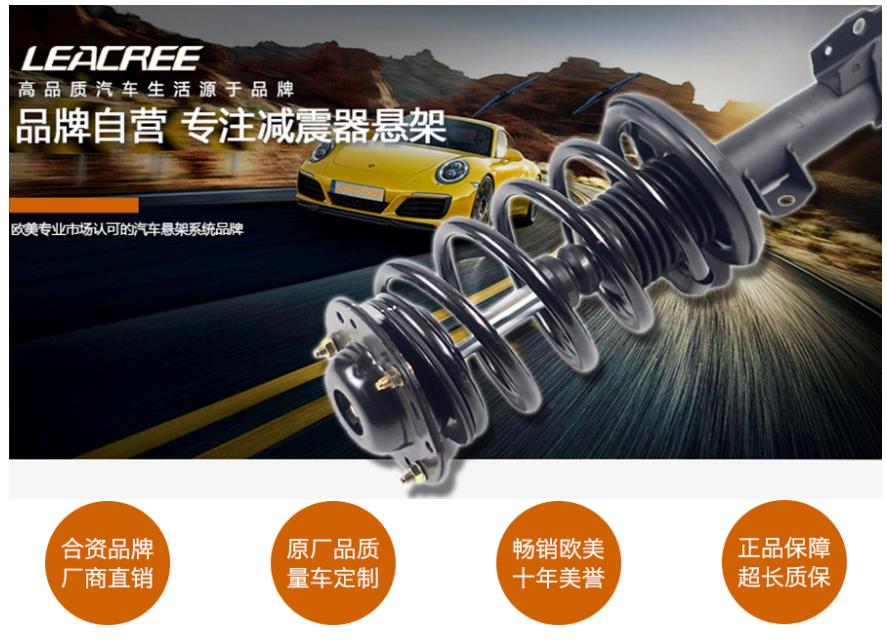 LEACREE
高品质汽车生活源于品牌
品牌自营 专注减震器悬架
欧美专业市场认可的汽车悬架系统品牌
合资品牌
厂商直销
原厂品质
量车定制
畅销欧美
十年美誉
正品保障
超长质保